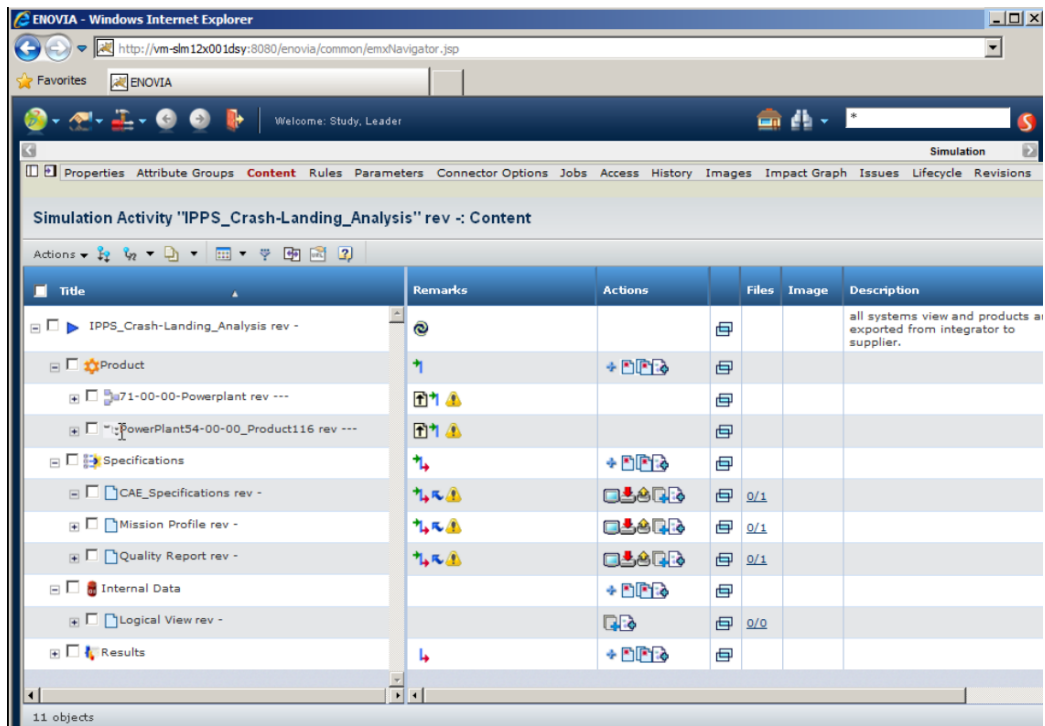 ENOVIA - Windows Internet Explorer
http://vm-slm12x001dsy:8080/enovia/common/emxNavigator.jsp
Favorites ENOVIA
Welcome: Study, Leader *
Simulation
Properties Attribute Groups Content Rules Parameters Connector Options Jobs Access History Images Impact Graph Issues Lifecycle Revisions
Simulation Activity "IPPS_Crash-Landing_Analysis" rev -: Content
Actions
Title Remarks Actions Files Image Description
IPPS_Crash-Landing_Analysis rev -
all systems view and products a
exported from integrator to
supplier.
Product
71-00-00-Powerplant rev ---
PowerPlant54-00-00_Product116 rev ---
Specifications
CAE_Specifications rev - 0/1
Mission Profile rev - 0/1
Quality Report rev - 0/1
Internal Data
Logical View rev - 0/0
Results
11 objects